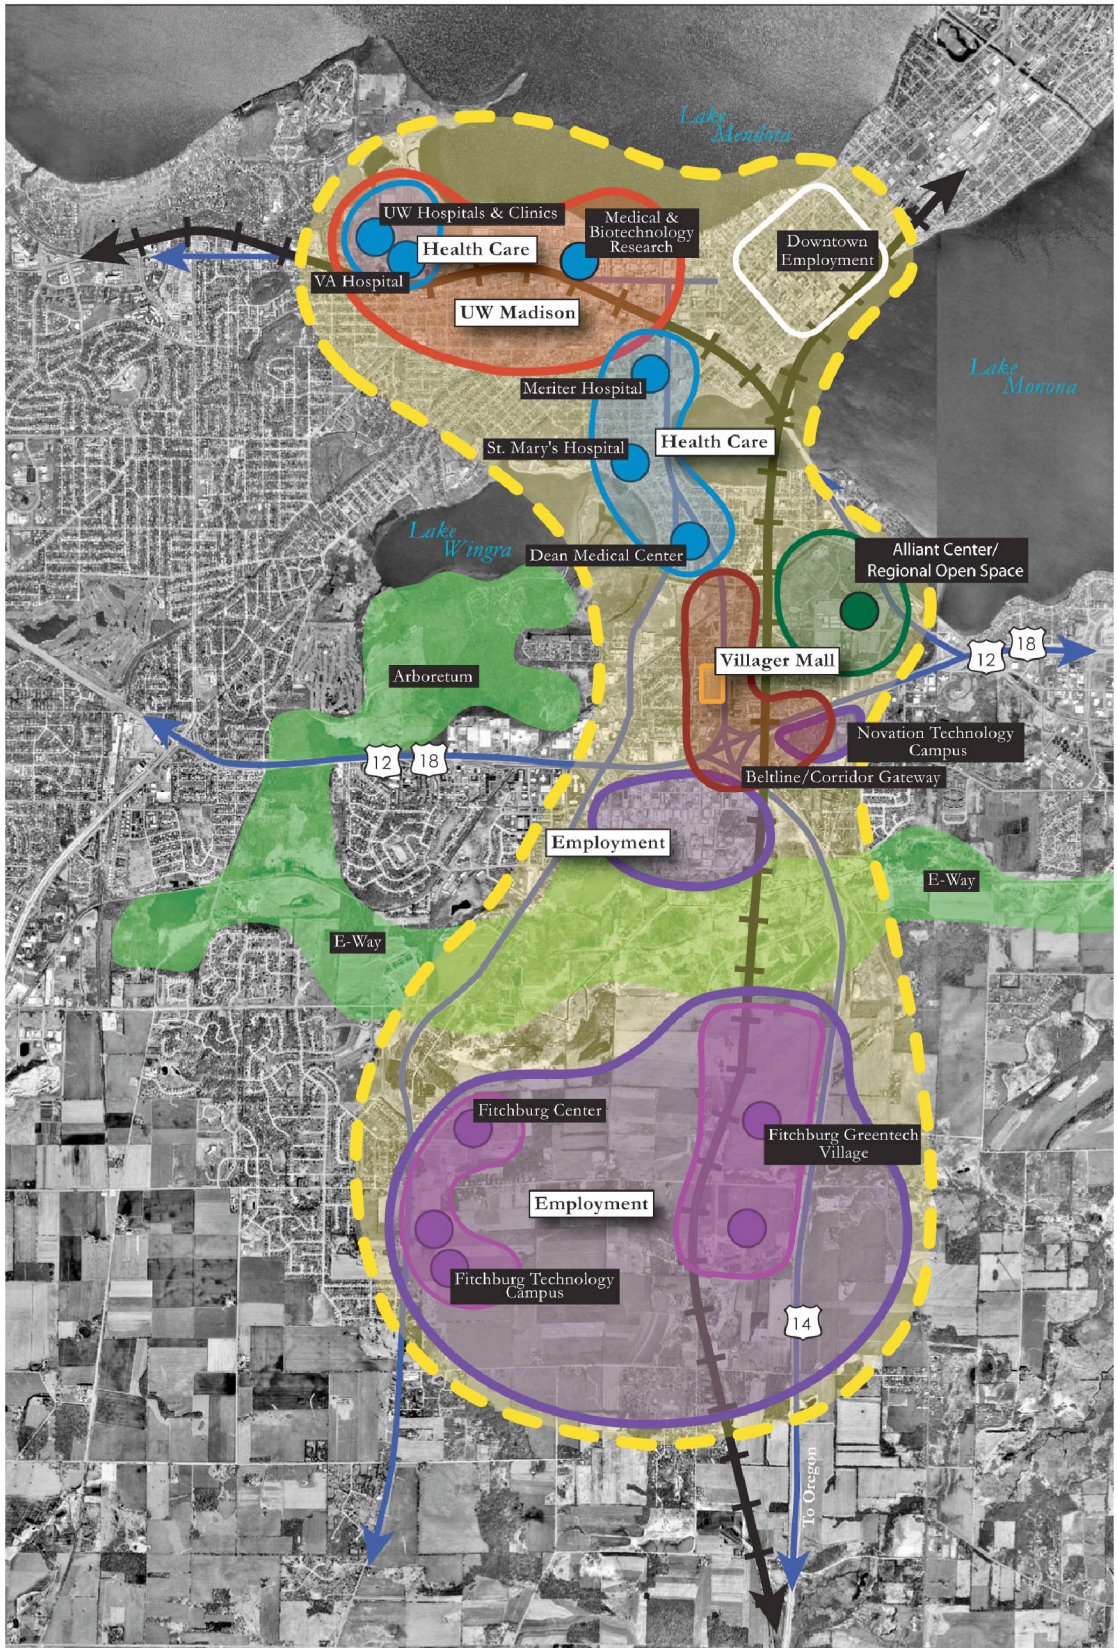 Lake
Mendota
UW Hospitals & Clinics
Medical &
Biotechnology
Research
Health Care
Downtown
Employment
VA Hospital
UW Madison
Lake
Monona
Meriter Hospital
Health Care
St. Mary's Hospital
Lake
Wingra
Dean Medical Center
Alliant Center/
Regional Open Space
12
18
Villager Mall
Arboretum
Novation Technology
Campus
12
18
Beltline/Corridor Gateway
Employment
E-Way
E-Way
Fitchburg Center
Fitchburg Greentech
Village
Employment
Fitchburg Technology
Campus
14
To Oregon